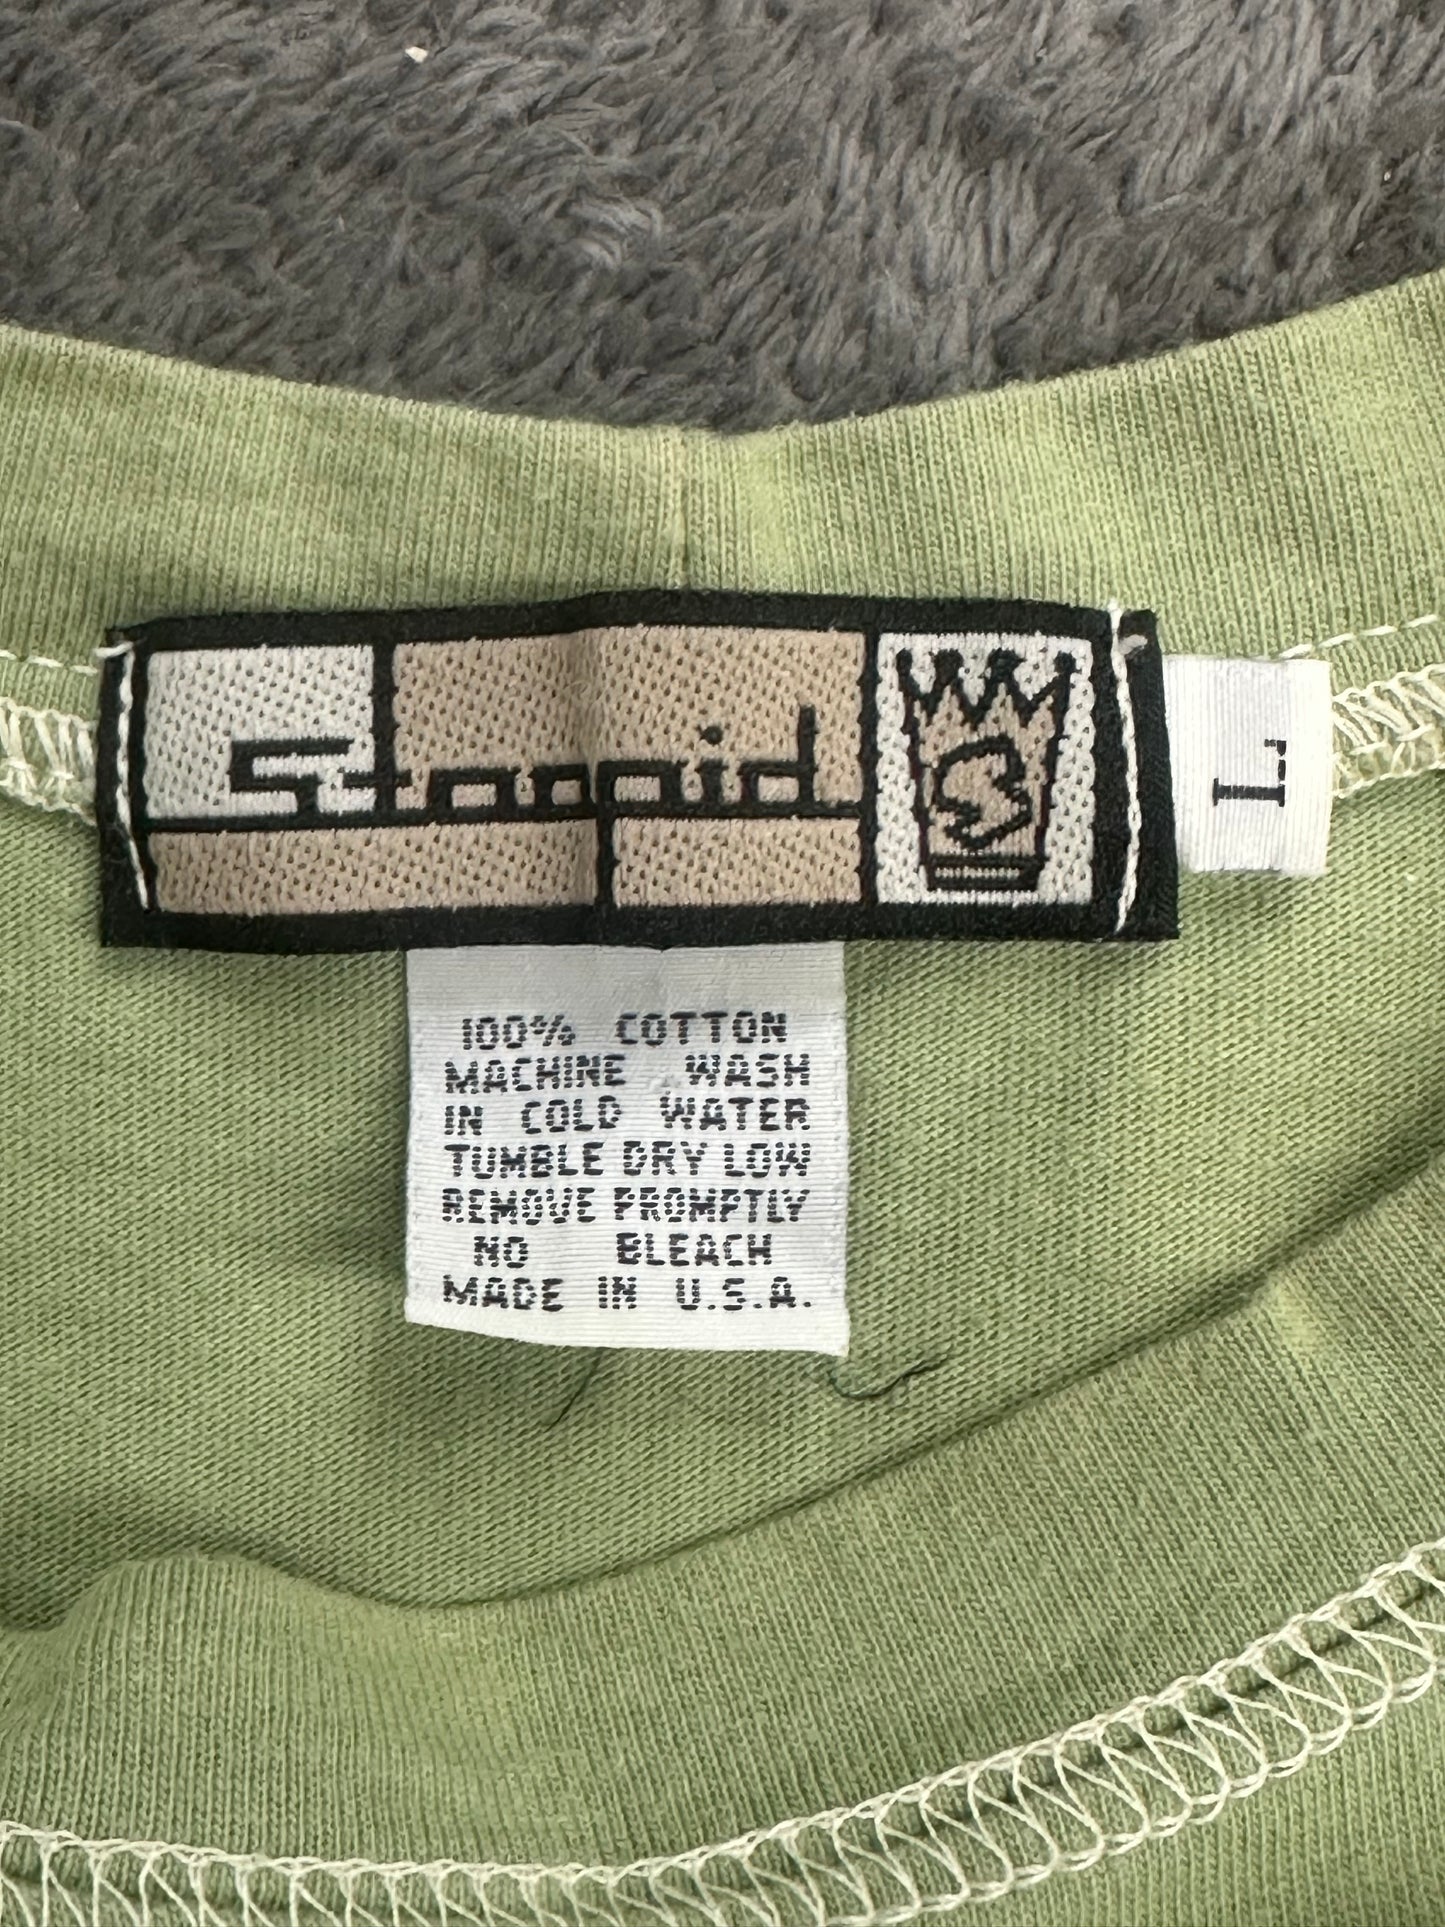 Stoopid
L
100% COTTON
MACHINE WASH
IN COLD WATER
TUMBLE DRY LOW
REMOVE PROMPTLY
NO BLEACH
MADE IN U.S.A.